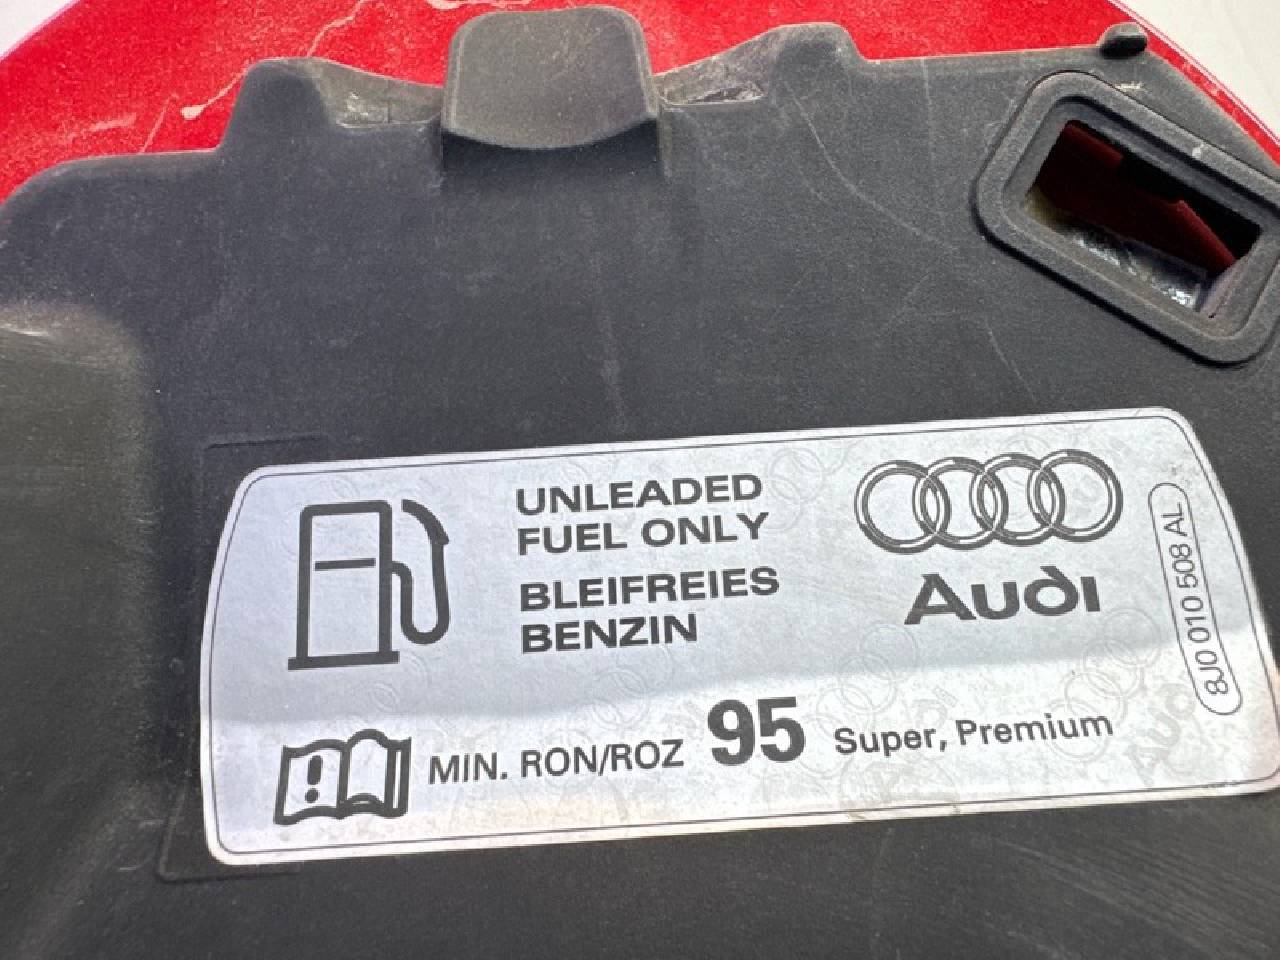 UNLEADED
FUEL ONLY
BLEIFREIES
BENZIN
Audi
8J0 010 508 AL
MIN. RON/ROZ 95 Super, Premium